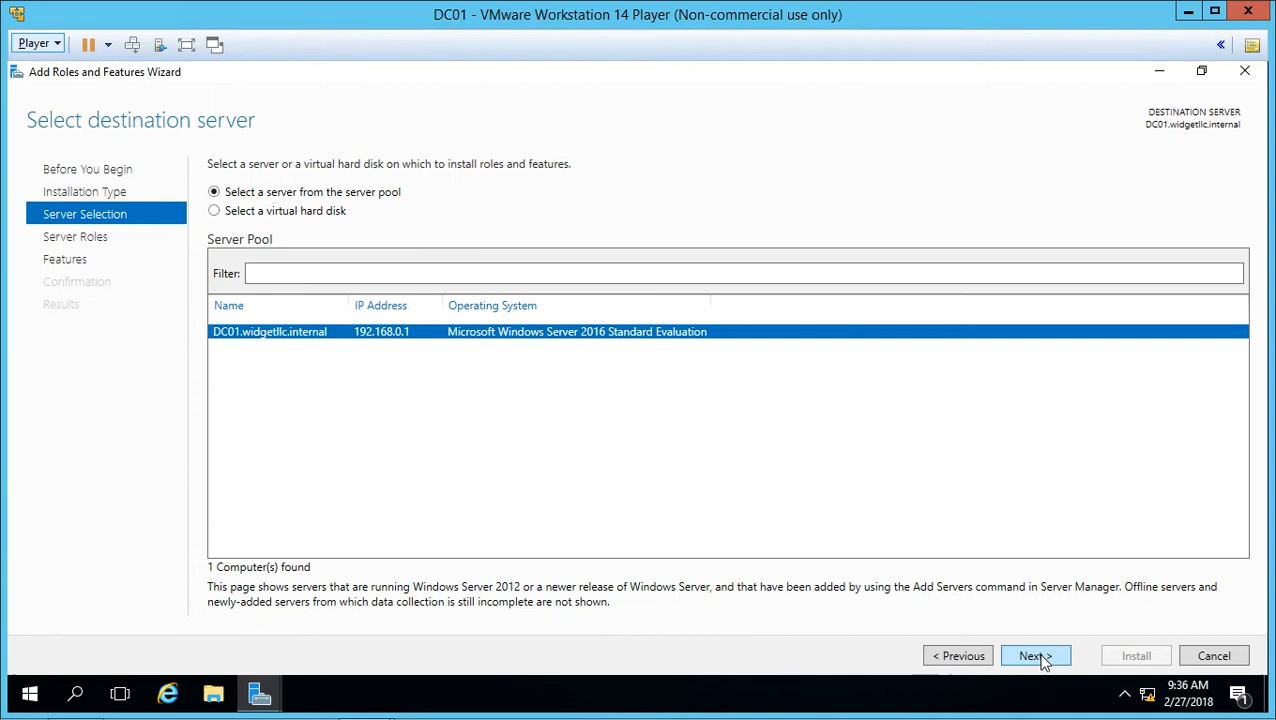 DC01 - VMware Workstation 14 Player (Non-commercial use only)
Player
Add Roles and Features Wizard
Select destination server
DESTINATION SERVER
DC01.widgetllc.internal
Before You Begin
Installation Type
Server Selection
Server Roles
Features
Confirmation
Results
Select a server or a virtual hard disk on which to install roles and features.
Select a server from the server pool
Select a virtual hard disk
Server Pool
Filter:
Name IP Address Operating System
DC01.widgetllc.internal 192.168.0.1 Microsoft Windows Server 2016 Standard Evaluation
1 Computer(s) found
This page shows servers that are running Windows Server 2012 or a newer release of Windows Server, and that have been added by using the Add Servers command in Server Manager. Offline servers and
newly-added servers from which data collection is still incomplete are not shown.
< Previous Next > Install Cancel
9:36 AM
2/27/2018
1